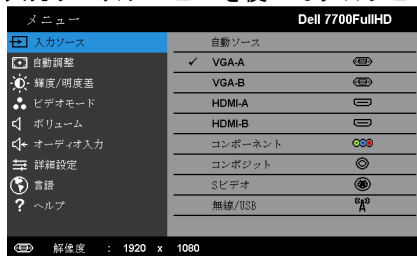 メニュー Dell 7700FullHD
入力ソース 自動ソース
自動調整 ✓ VGA-A
輝度/明度差 VGA-B
ビデオモード HDMI-A
ボリューム HDMI-B
オーディオ入力 コンポーネント
詳細設定 コンポジット
言語 Sビデオ
? ヘルプ 無線/USB
解像度 : 1920 x 1080